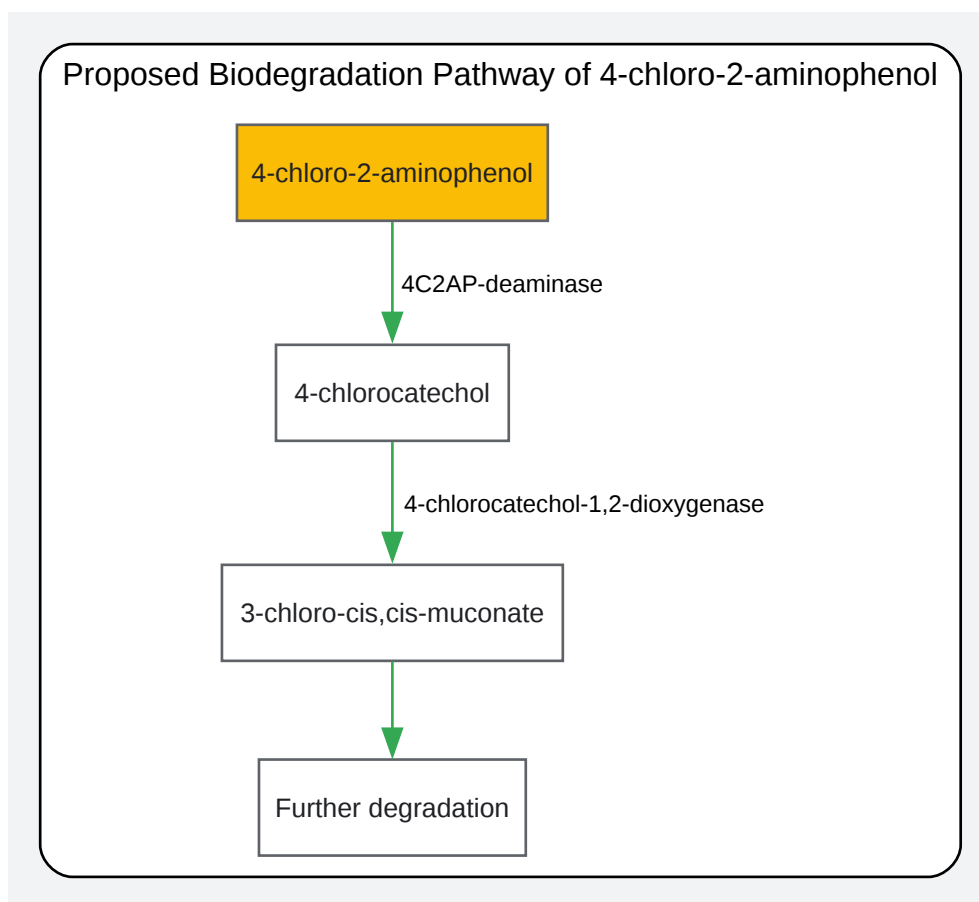 Proposed Biodegradation Pathway of 4-chloro-2-aminophenol
4-chloro-2-aminophenol
4C2AP-deaminase
4-chlorocatechol
4-chlorocatechol-1,2-dioxygenase
3-chloro-cis,cis-muconate
Further degradation